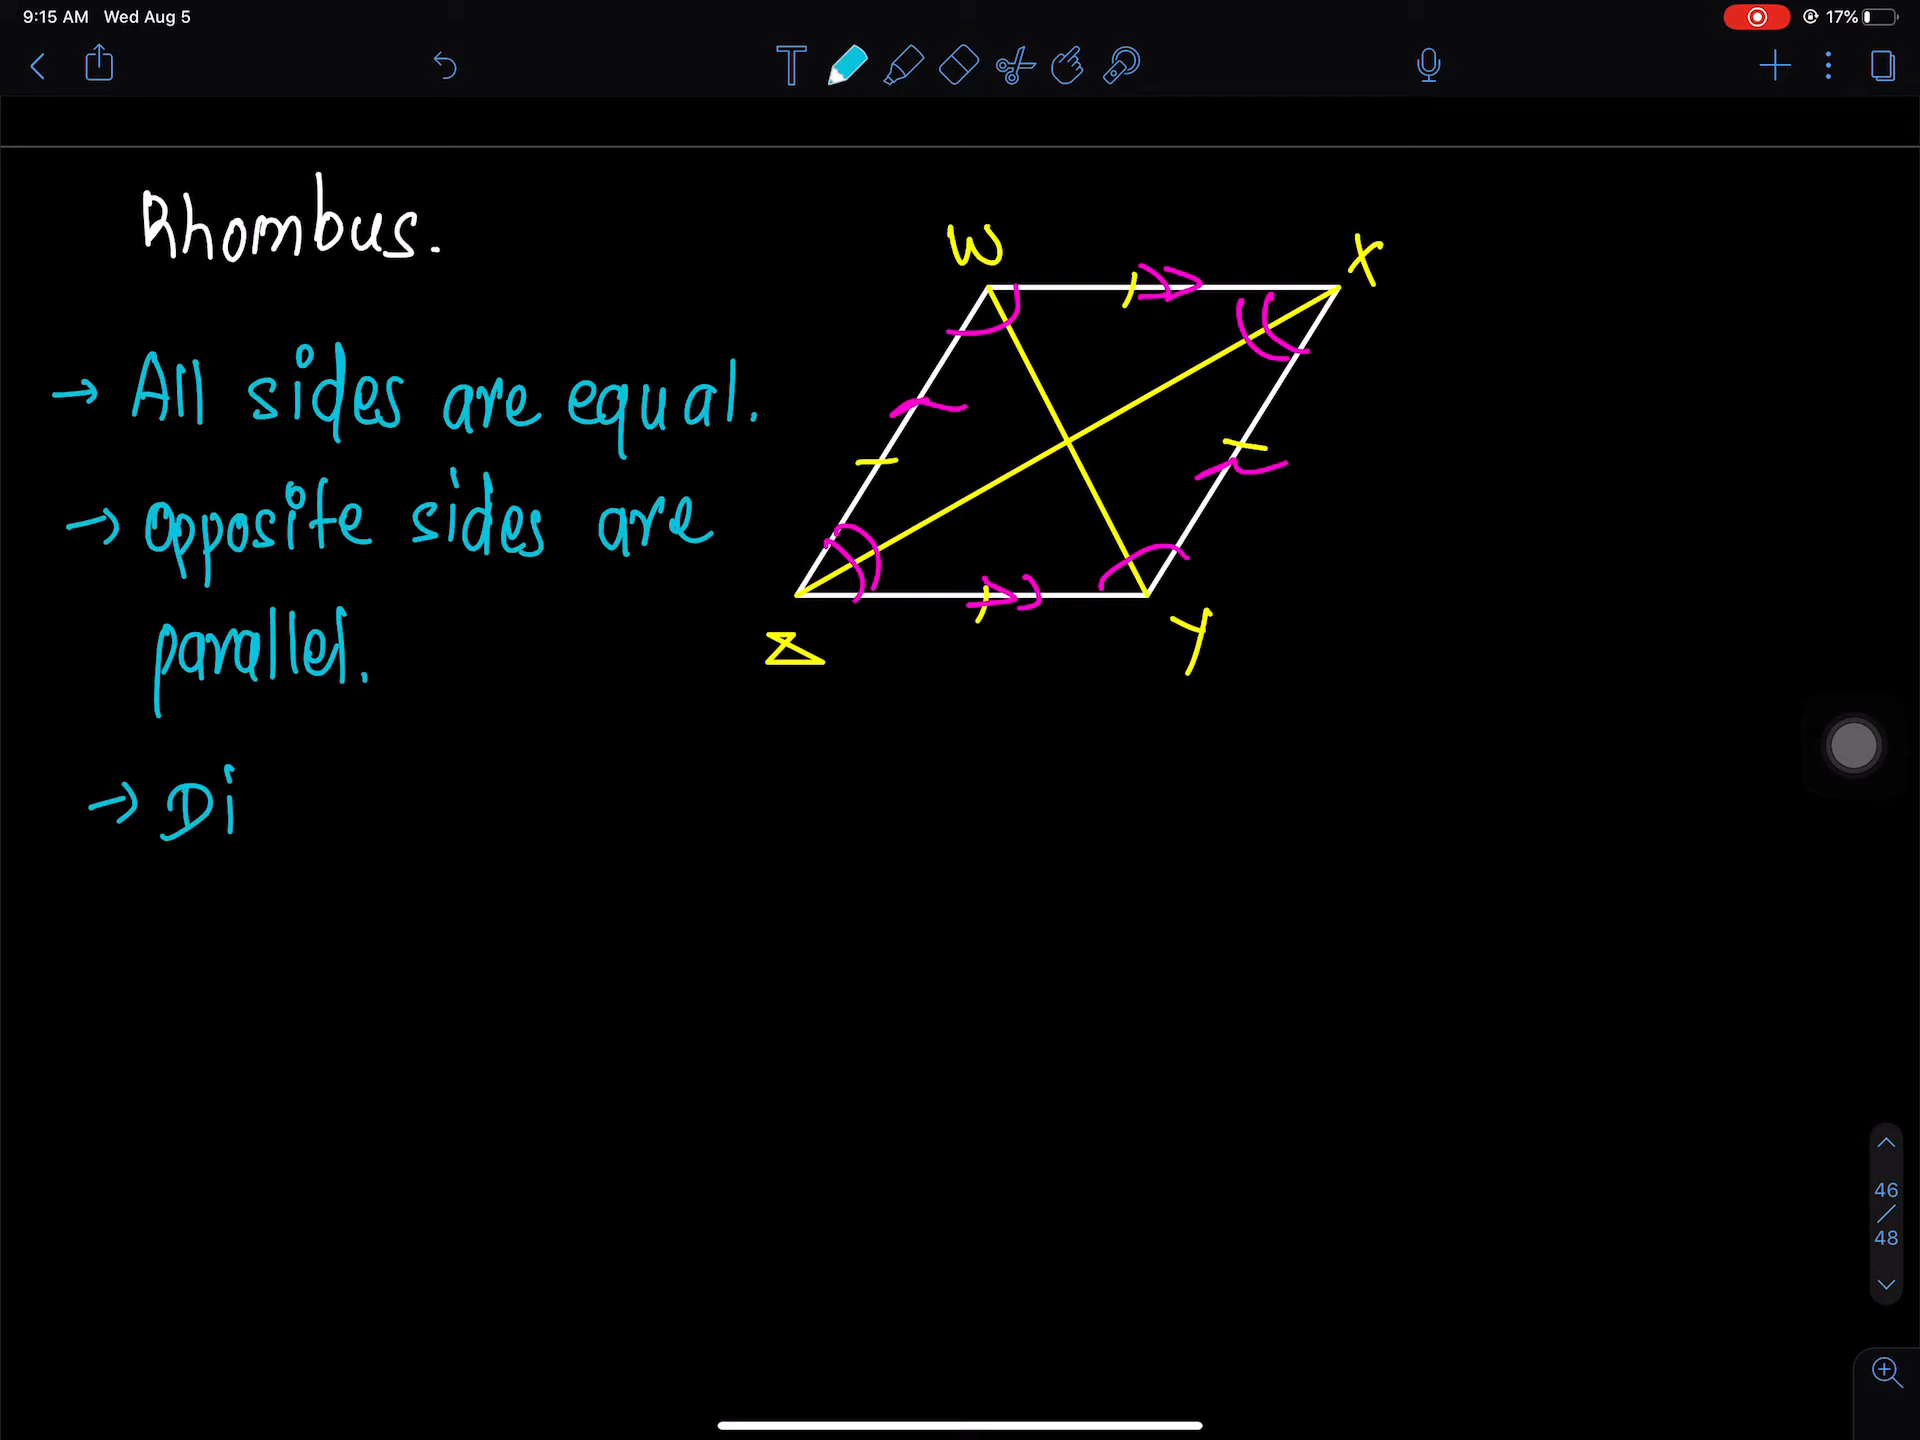 9:15 AM Wed Aug 5
17%
Rhombus.
W
X
→ All sides are equal.
→ opposite sides are
parallel.
Z
Y
→ Di
46
/
48